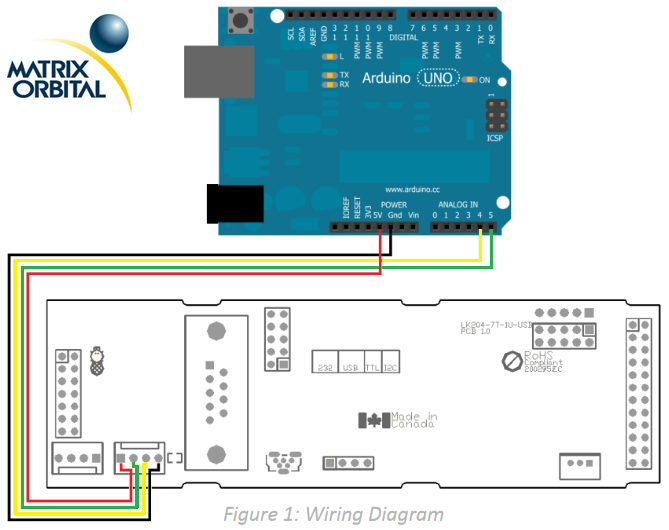 MATRIX
ORBITAL
SCL
SDA
AREF
GND
13
12
PWM 11
PWM 10
PWM 9
8
DIGITAL
7
PWM 6
PWM 5
4
PWM 3
2
TX 1
RX 0
L
TX
RX
Arduino UNO
ON
1
ICSP
www.arduino.cc
POWER
ANALOG IN
IOREF
RESET
3V3
5V
Gnd
Vin
0 1 2 3 4 5
LK204-7T-1U-USB
PCB 1.0
RoHS
Compliant
232 USB TTL I2C
Made in
Canada
Figure 1: Wiring Diagram